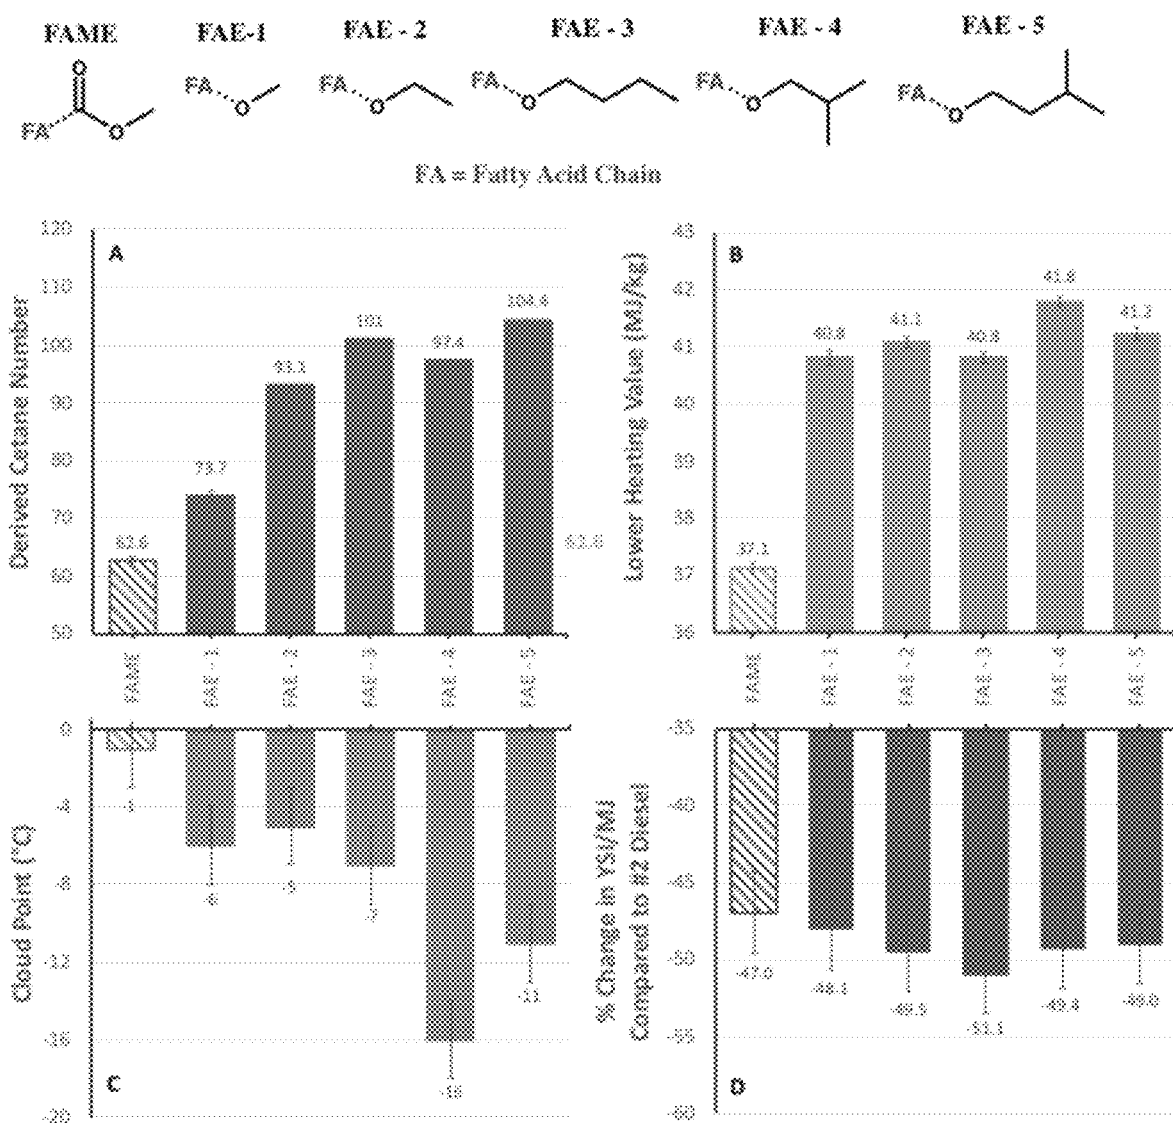 FAME FAE-1 FAE - 2 FAE - 3 FAE - 4 FAE - 5
O
FA O
FA O
FA O
FA O
FA O
FA O
FA = Fatty Acid Chain
A
Derived Cetane Number
120
110
100
90
80
70
60
50
62.6
73.7
93.1
101
97.4
104.4
61.6
FAME FAE - 1 FAE - 2 FAE - 3 FAE - 4 FAE - 5
B
Lower Heating Value (MJ/kg)
43
42
41
40
39
38
37
36
37.1
40.8
41.1
40.8
41.8
41.2
FAME FAE - 1 FAE - 2 FAE - 3 FAE - 4 FAE - 5
C
Cloud Point (°C)
0
-4
-8
-12
-16
-20
-1
-6
-5
-7
-16
-11
D
% Change in YSI/MJ
Compared to #2 Diesel
-35
-40
-45
-50
-55
-60
-47.0
-48.1
-49.5
-51.1
-49.4
-49.0